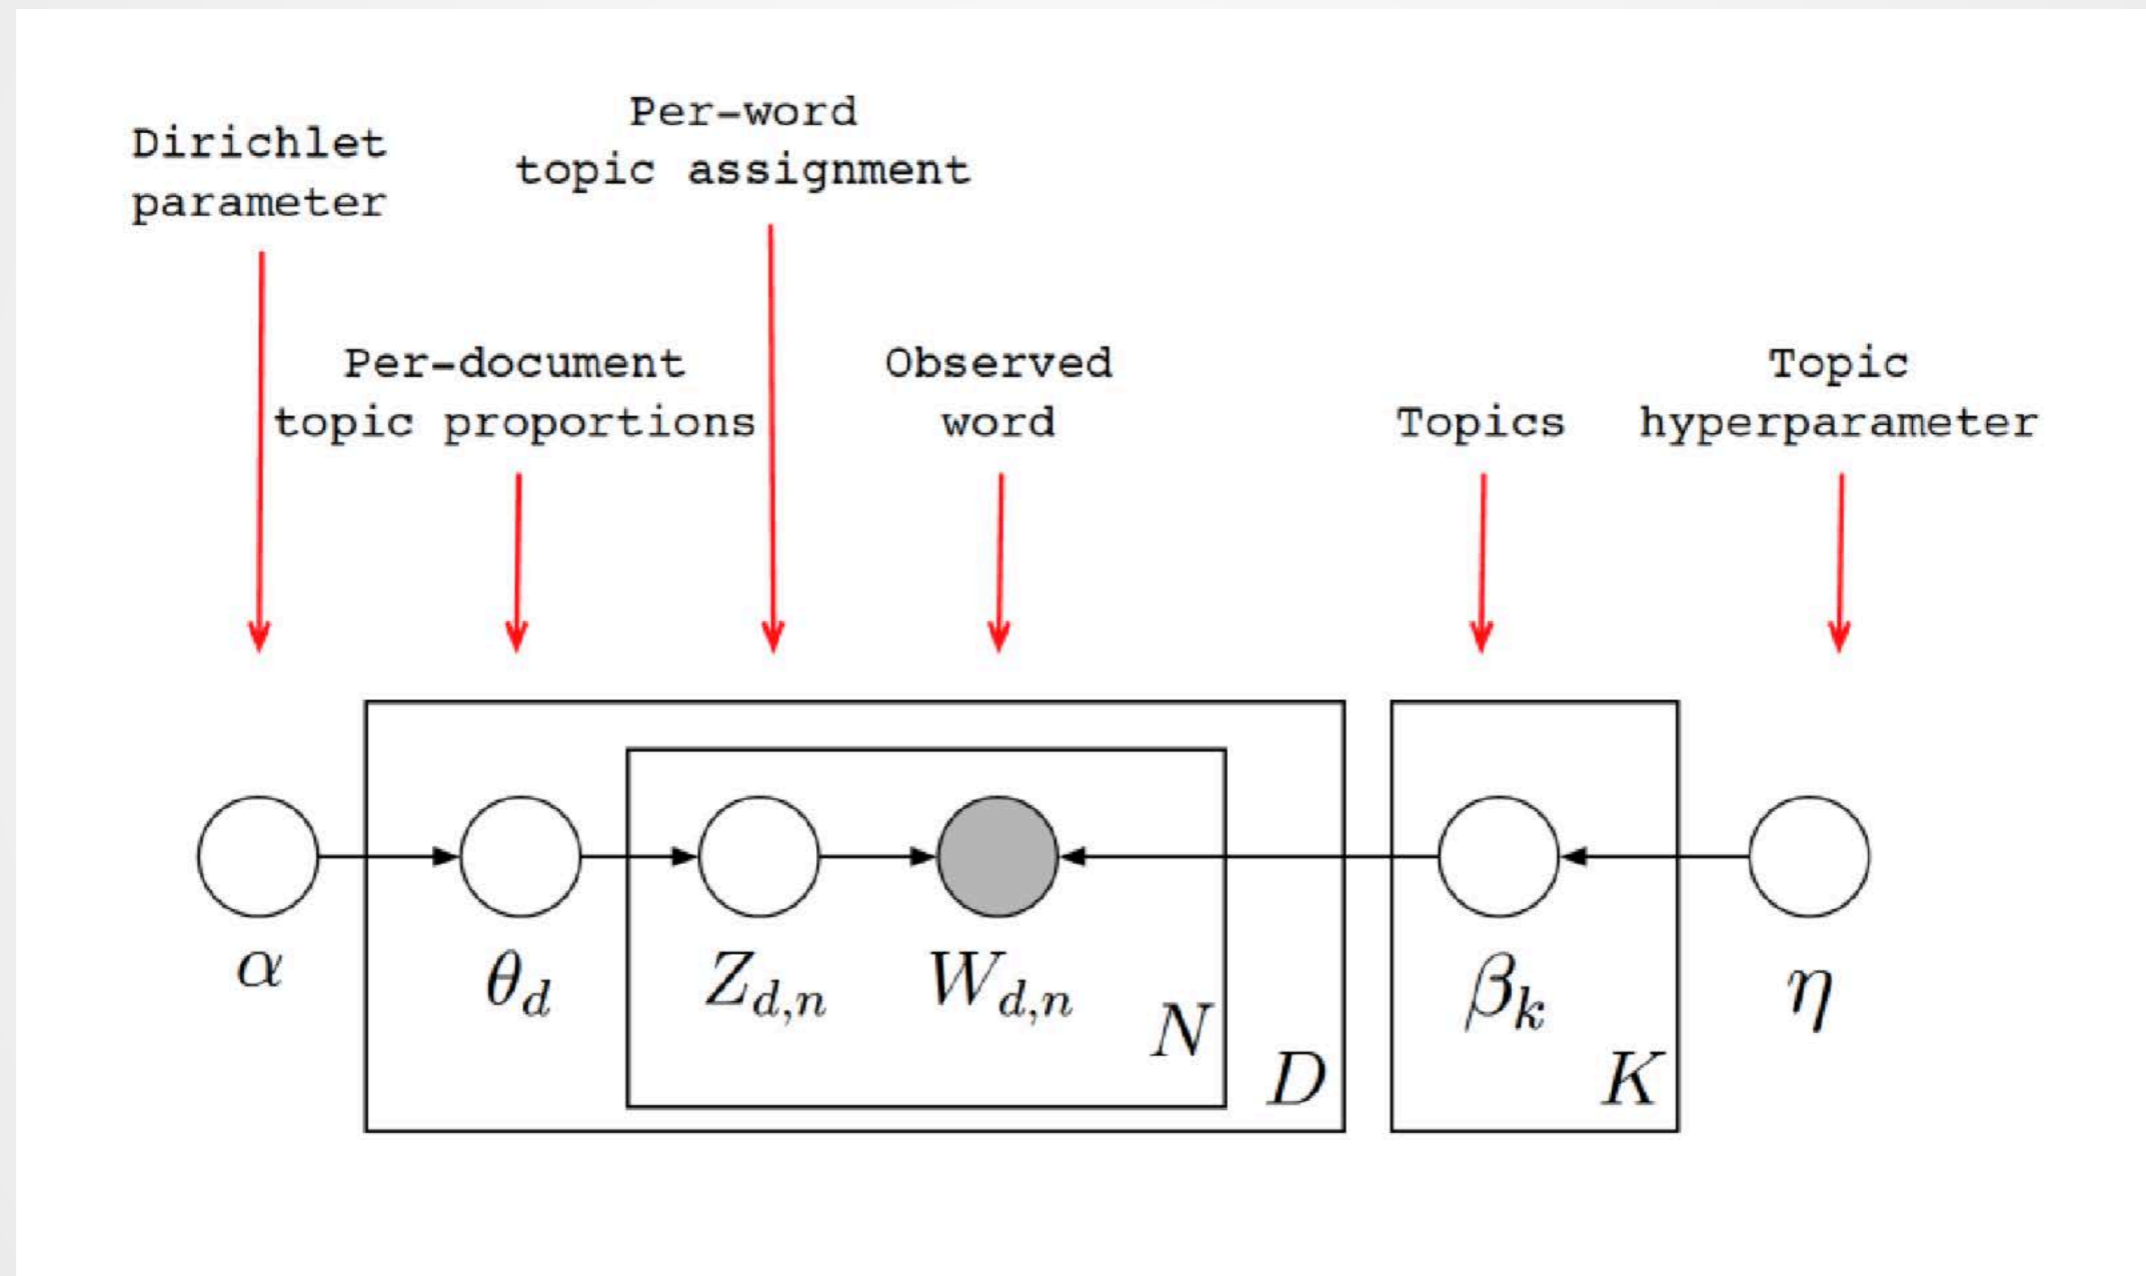 Dirichlet
parameter
Per-word
topic assignment
Per-document
topic proportions
Observed
word
Topics
Topic
hyperparameter
α
θd
Zd,n
Wd,n
N
D
βk
K
η